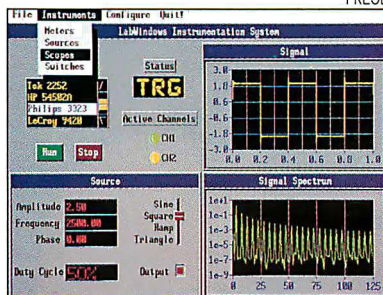 File Instruments Configure Quit!
LabWindows Instrumentation System
Meters
Sources
Scopes
Switches
Tek 2252
HP 54502A
Philips 3323
LeCroy 9420
Status
TRG
Active Channels
CH1
CH2
Run Stop
Signal
3.0
1.8
0.6
-0.6
-1.8
-3.0
0.0 0.2 0.4 0.6 0.8 1.0
Source
Amplitude 2.50
Frequency 2500.00
Phase 0.00
Duty Cycle 50%
Sine
Square
Ramp
Triangle
Output
Signal Spectrum
1e+1
1e-1
1e-3
1e-5
1e-7
1e-9
0 25 50 75 100 125